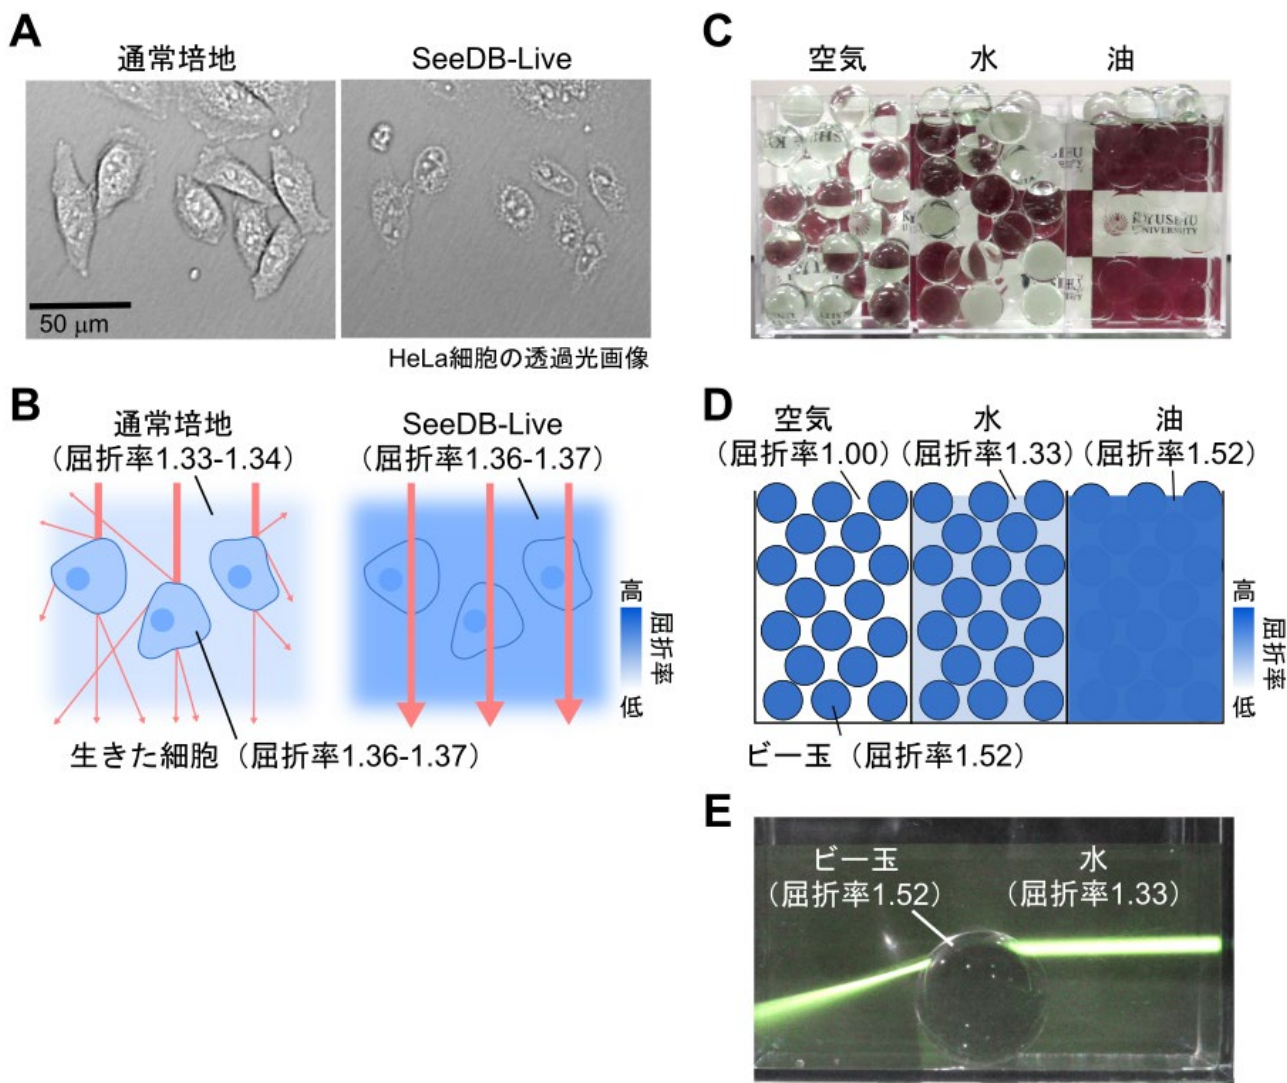 A
通常培地
SeeDB-Live
50 μm
HeLa細胞の透過光画像
B
通常培地
（屈折率1.33-1.34）
SeeDB-Live
（屈折率1.36-1.37）
高
屈折率
低
生きた細胞（屈折率1.36-1.37）
C
空気
水
油
UNIVERSITY
D
空気
（屈折率1.00）
水
（屈折率1.33）
油
（屈折率1.52）
高
屈折率
低
ビー玉（屈折率1.52）
E
ビー玉
（屈折率1.52）
水
（屈折率1.33）